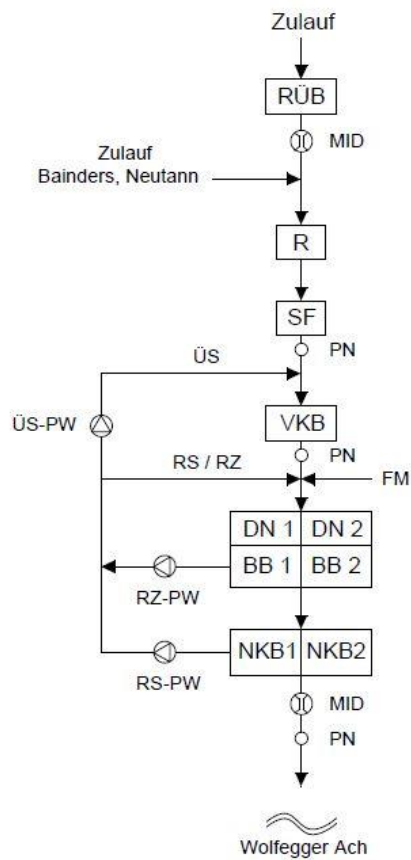 Zulauf
RÜB
MID
Zulauf
Bainders, Neutann
R
SF
PN
ÜS
ÜS-PW
VKB
PN
RS / RZ
FM
DN 1 DN 2
BB 1 BB 2
RZ-PW
NKB1 NKB2
RS-PW
MID
PN
Wolfegger Ach